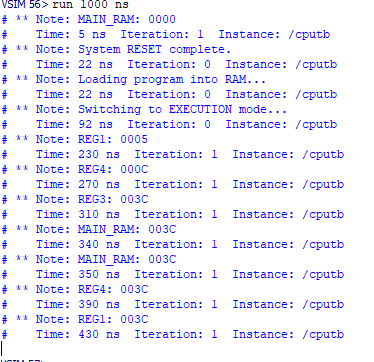 VSIM 56> run 1000 ns
# ** Note: MAIN_RAM: 0000
#    Time: 5 ns  Iteration: 1  Instance: /cputb
# ** Note: System RESET complete.
#    Time: 22 ns  Iteration: 0  Instance: /cputb
# ** Note: Loading program into RAM...
#    Time: 22 ns  Iteration: 0  Instance: /cputb
# ** Note: Switching to EXECUTION mode...
#    Time: 92 ns  Iteration: 0  Instance: /cputb
# ** Note: REG1: 0005
#    Time: 230 ns  Iteration: 1  Instance: /cputb
# ** Note: REG4: 000C
#    Time: 270 ns  Iteration: 1  Instance: /cputb
# ** Note: REG3: 003C
#    Time: 310 ns  Iteration: 1  Instance: /cputb
# ** Note: MAIN_RAM: 003C
#    Time: 340 ns  Iteration: 1  Instance: /cputb
# ** Note: MAIN_RAM: 003C
#    Time: 350 ns  Iteration: 1  Instance: /cputb
# ** Note: REG4: 003C
#    Time: 390 ns  Iteration: 1  Instance: /cputb
# ** Note: REG1: 003C
#    Time: 430 ns  Iteration: 1  Instance: /cputb